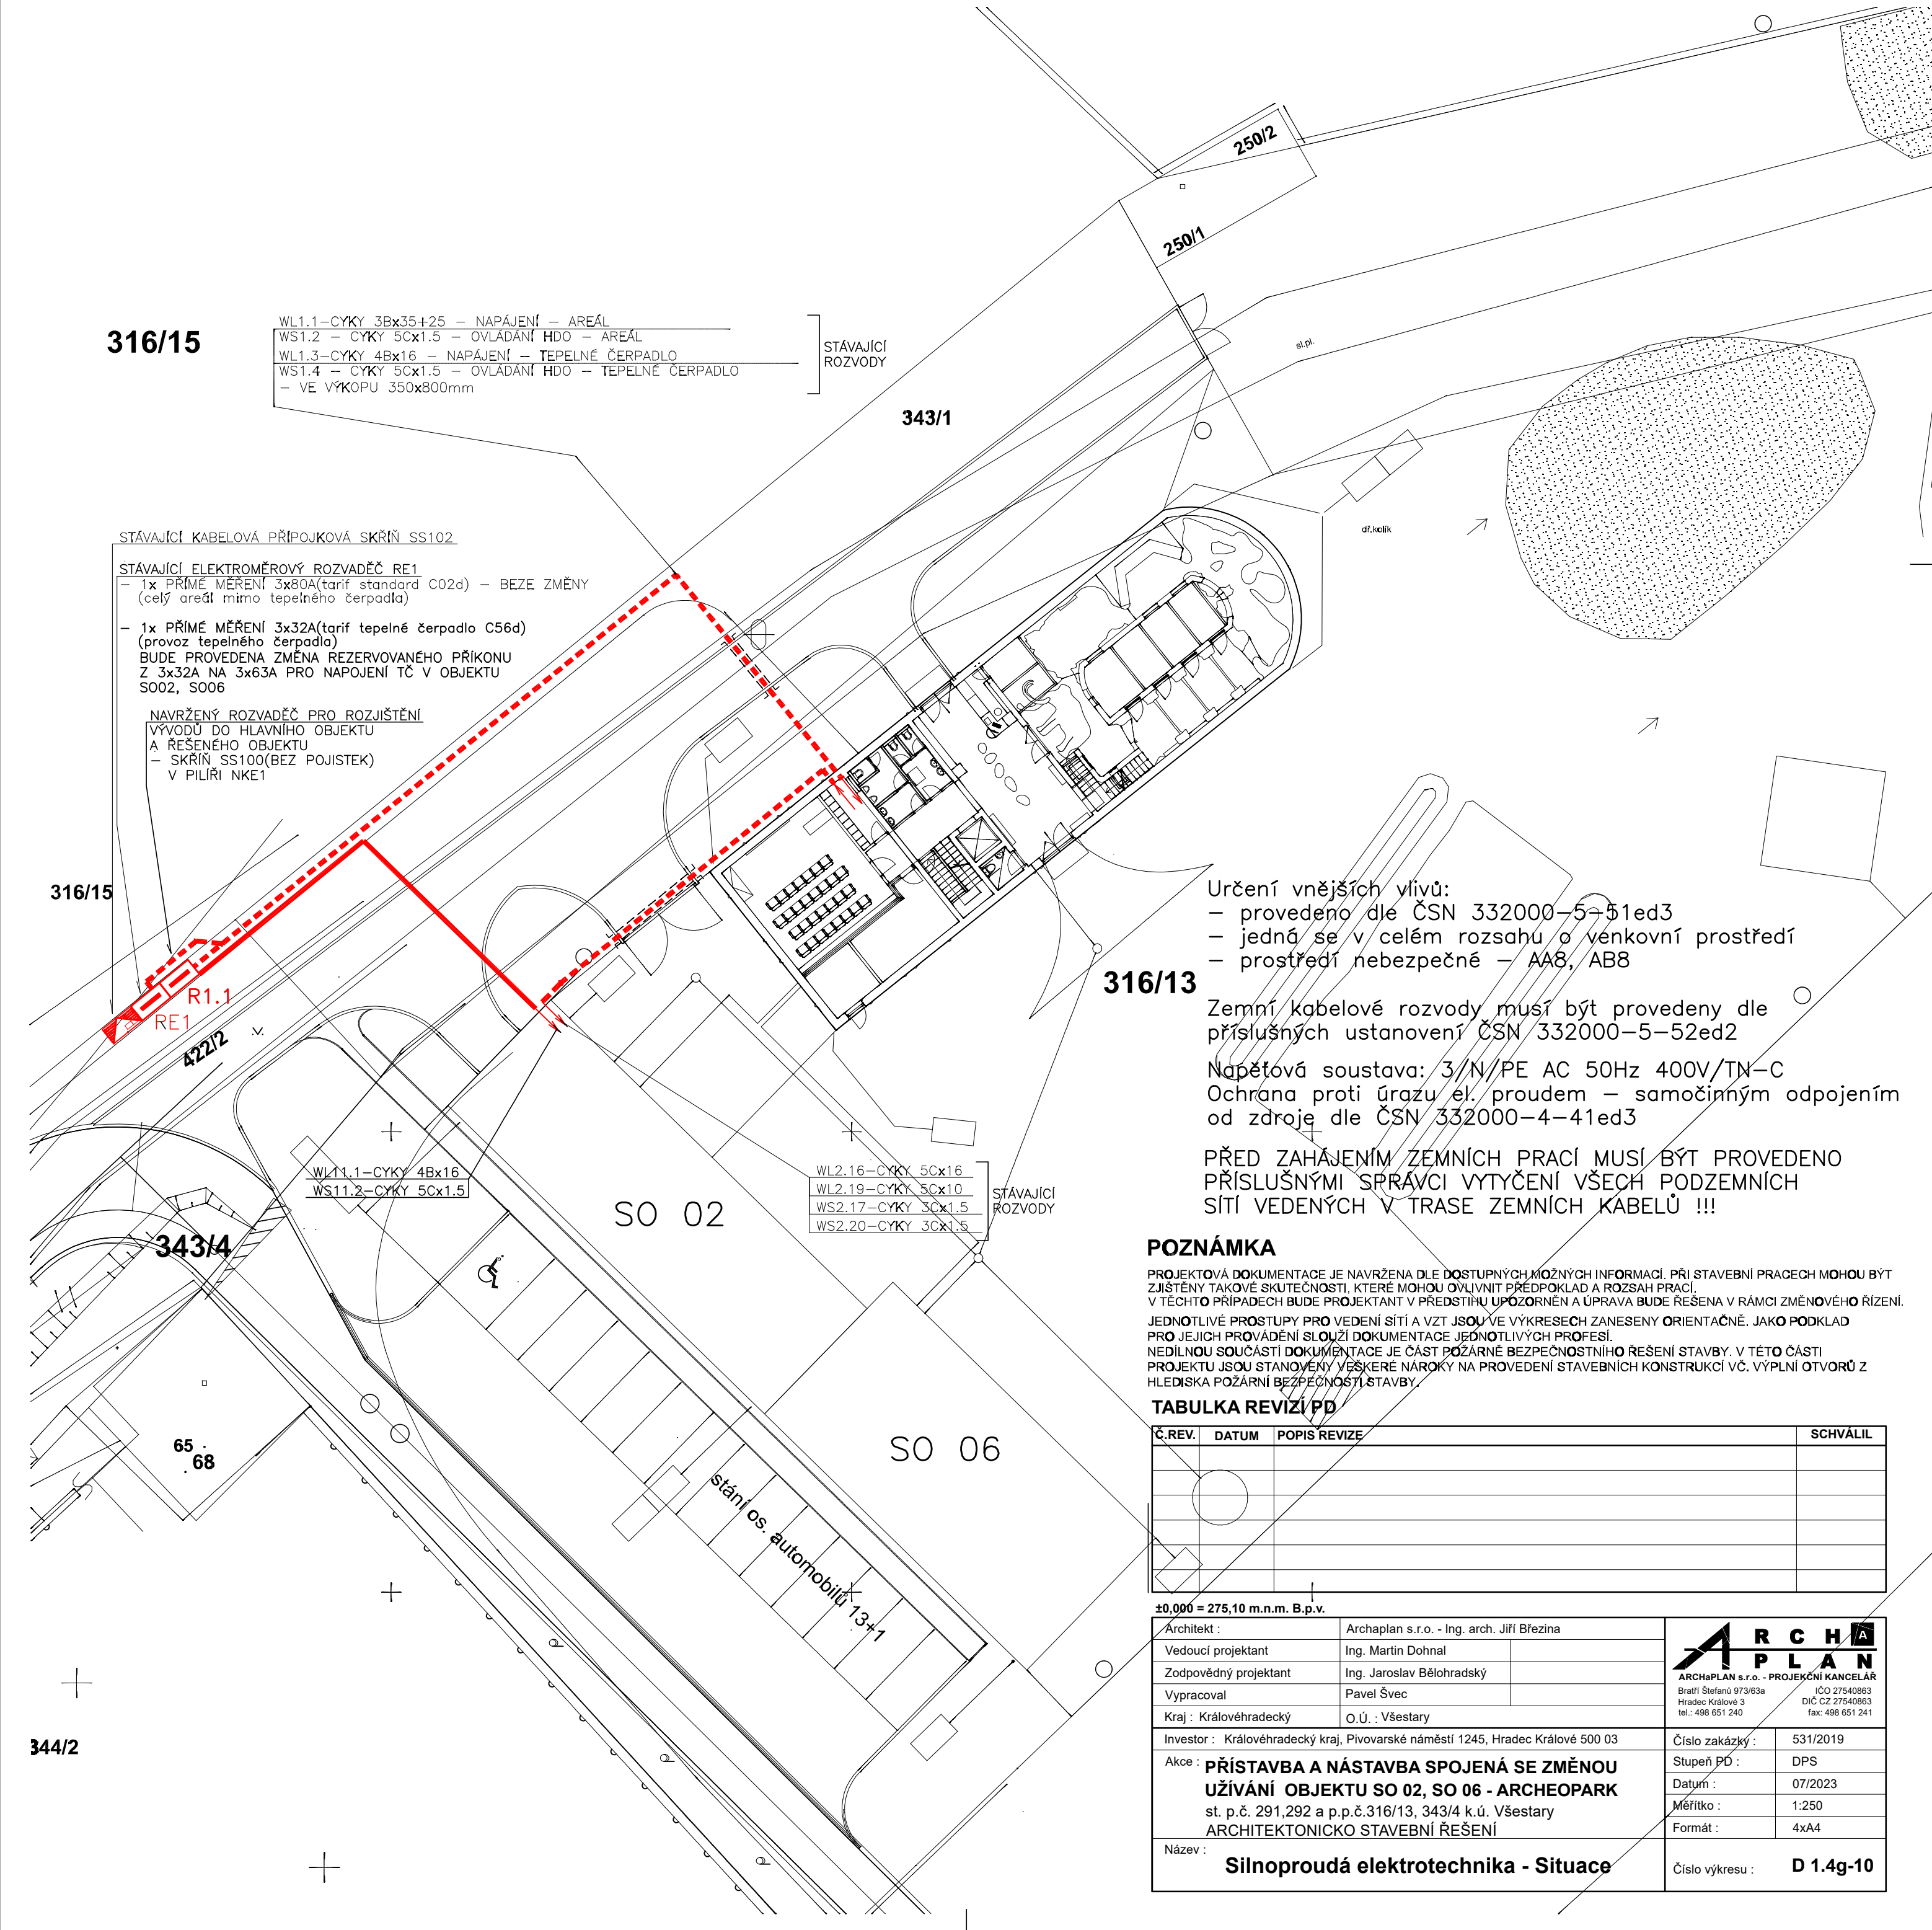 250/2
250/1
316/15
WL1.1-CYKY 3Bx35+25 - NAPÁJENÍ - AREÁL
WS1.2 - CYKY 5Cx1.5 - OVLÁDÁNÍ HDO - AREÁL
WL1.3-CYKY 4Bx16 - NAPÁJENÍ - TEPELNÉ ČERPADLO
WS1.4 - CYKY 5Cx1.5 - OVLÁDÁNÍ HDO - TEPELNÉ ČERPADLO
- VE VÝKOPU 350x800mm
STÁVAJÍCÍ
ROZVODY
sl.pl.
343/1
dř.kolík
STÁVAJÍCÍ KABELOVÁ PŘÍPOJKOVÁ SKŘÍŇ SS102
STÁVAJÍCÍ ELEKTROMĚROVÝ ROZVADĚČ RE1
- 1x PŘÍMÉ MĚŘENÍ 3x80A(tarif standard C02d) - BEZE ZMĚNY
(celý areál mimo tepelného čerpadla)
- 1x PŘÍMÉ MĚŘENÍ 3x32A(tarif tepelné čerpadlo C56d)
(provoz tepelného čerpadla)
BUDE PROVEDENA ZMĚNA REZERVOVANÉHO PŘÍKONU
Z 3x32A NA 3x63A PRO NAPOJENÍ TČ V OBJEKTU
SO02, SO06
NAVRŽENÝ ROZVADĚČ PRO ROZJIŠTĚNÍ
VÝVODŮ DO HLAVNÍHO OBJEKTU
A ŘEŠENÉHO OBJEKTU
- SKŘÍŇ SS100(BEZ POJISTEK)
V PILÍŘI NKE1
316/15
R1.1
RE1
422/2
.v.
316/13
Určení vnějších vlivů:
- provedeno dle ČSN 332000-5-51ed3
- jedná se v celém rozsahu o venkovní prostředí
- prostředí nebezpečné - AA8, AB8
Zemní kabelové rozvody musí být provedeny dle
příslušných ustanovení ČSN 332000-5-52ed2
Napěťová soustava: 3/N/PE AC 50Hz 400V/TN-C
Ochrana proti úrazu el. proudem - samočinným odpojením
od zdroje dle ČSN 332000-4-41ed3
PŘED ZAHÁJENÍM ZEMNÍCH PRACÍ MUSÍ BÝT PROVEDENO
PŘÍSLUŠNÝMI SPRÁVCI VYTYČENÍ VŠECH PODZEMNÍCH
SÍTÍ VEDENÝCH V TRASE ZEMNÍCH KABELŮ !!!
WL11.1-CYKY 4Bx16
WS11.2-CYKY 5Cx1.5
SO 02
WL2.16-CYKY 5Cx16
WL2.19-CYKY 5Cx10
WS2.17-CYKY 3Cx1.5
WS2.20-CYKY 3Cx1.5
STÁVAJÍCÍ
ROZVODY
343/4
SO 06
65
68
stání os. automobilů 13+1
344/2
POZNÁMKA
PROJEKTOVÁ DOKUMENTACE JE NAVRŽENA DLE DOSTUPNÝCH MOŽNÝCH INFORMACÍ. PŘI STAVEBNÍ PRACECH MOHOU BÝT
ZJIŠTĚNY TAKOVÉ SKUTEČNOSTI, KTERÉ MOHOU OVLIVNIT PŘEDPOKLAD A ROZSAH PRACÍ.
V TĚCHTO PŘÍPADECH BUDE PROJEKTANT V PŘEDSTIHU UPOZORNĚN A ÚPRAVA BUDE ŘEŠENA V RÁMCI ZMĚNOVÉHO ŘÍZENÍ.
JEDNOTLIVÉ PROSTUPY PRO VEDENÍ SÍTÍ A VZT JSOU VE VÝKRESECH ZANESENY ORIENTAČNĚ. JAKO PODKLAD
PRO JEJICH PROVÁDĚNÍ SLOUŽÍ DOKUMENTACE JEDNOTLIVÝCH PROFESÍ.
NEDÍLNOU SOUČÁSTÍ DOKUMENTACE JE ČÁST POŽÁRNĚ BEZPEČNOSTNÍHO ŘEŠENÍ STAVBY. V TÉTO ČÁSTI
PROJEKTU JSOU STANOVENY VEŠKERÉ NÁROKY NA PROVEDENÍ STAVEBNÍCH KONSTRUKCÍ VČ. VÝPLNÍ OTVORŮ Z
HLEDISKA POŽÁRNÍ BEZPEČNOSTI STAVBY.
TABULKA REVIZÍ PD
Č.REV. DATUM POPIS REVIZE SCHVÁLIL
±0,000 = 275,10 m.n.m. B.p.v.
Architekt : Archaplan s.r.o. - Ing. arch. Jiří Březina
Vedoucí projektant Ing. Martin Dohnal
Zodpovědný projektant Ing. Jaroslav Bělohradský
Vypracoval Pavel Švec
Kraj : Královéhradecký O.Ú. : Všestary
Investor : Královéhradecký kraj, Pivovarské náměstí 1245, Hradec Králové 500 03
Akce : PŘÍSTAVBA A NÁSTAVBA SPOJENÁ SE ZMĚNOU
UŽÍVÁNÍ OBJEKTU SO 02, SO 06 - ARCHEOPARK
st. p.č. 291,292 a p.p.č.316/13, 343/4 k.ú. Všestary
ARCHITEKTONICKO STAVEBNÍ ŘEŠENÍ
Název :
Silnoproudá elektrotechnika - Situace
ARCHA
PLAN
ARCHaPLAN s.r.o. - PROJEKČNÍ KANCELÁŘ
Bratří Štefanů 973/63a IČO 27540863
Hradec Králové 3 DIČ CZ 27540863
tel.: 498 651 240 fax: 498 651 241
Číslo zakázky : 531/2019
Stupeň PD : DPS
Datum : 07/2023
Měřítko : 1:250
Formát : 4xA4
Číslo výkresu : D 1.4g-10